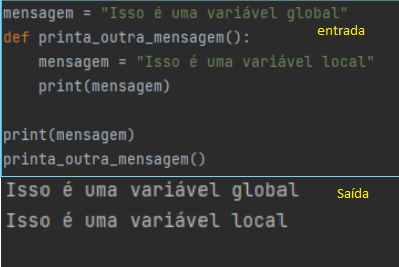 mensagem = "Isso é uma variável global"
def printa_outra_mensagem():
entrada
    mensagem = "Isso é uma variável local"
    print(mensagem)
print(mensagem)
printa_outra_mensagem()
Isso é uma variável global
Saída
Isso é uma variável local